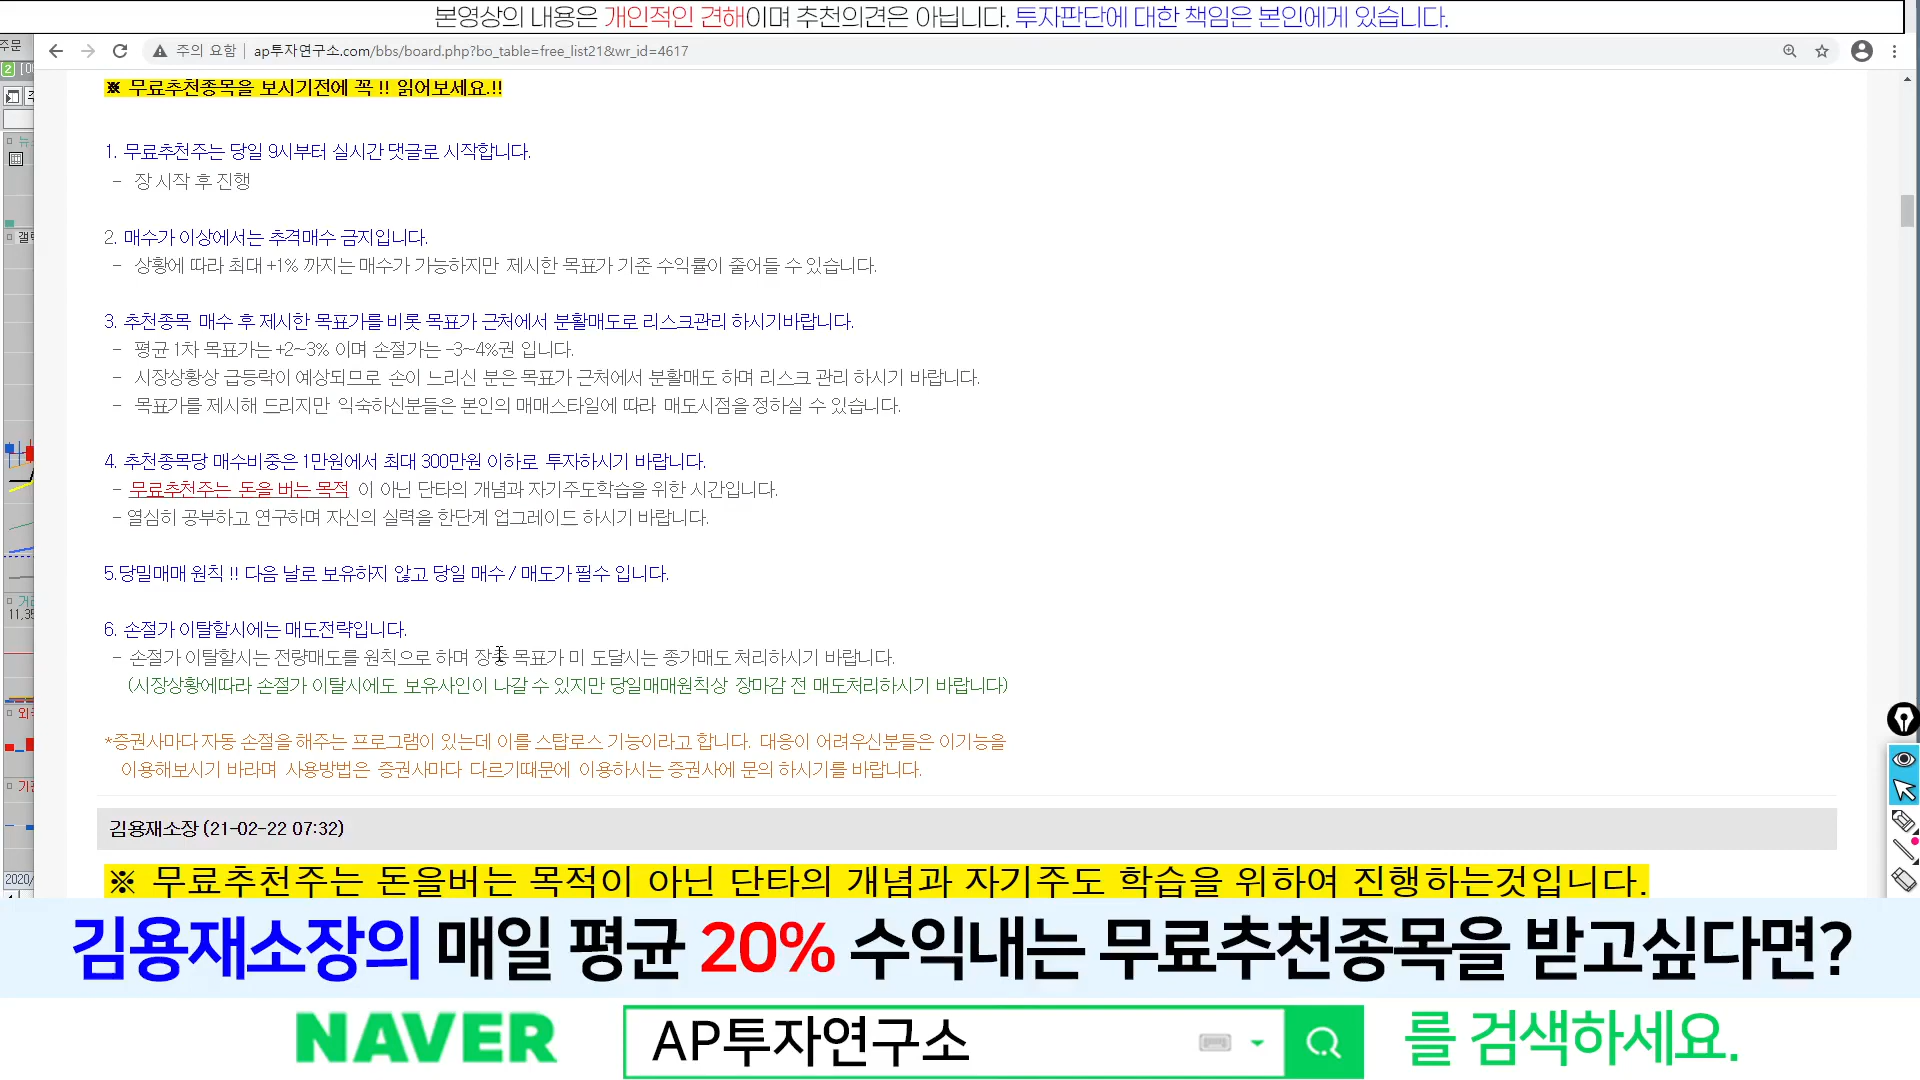 본영상의 내용은 개인적인 견해이며 추천의견은 아닙니다. 투자판단에 대한 책임은 본인에게 있습니다.
주문
주의 요함 | ap투자연구소.com/bbs/board.php?bo_table=free_list21&wr_id=4617
※ 무료추천종목을 보시기전에 꼭 !! 읽어보세요.!!
1. 무료추천주는 당일 9시부터 실시간 댓글로 시작합니다.
- 장 시작 후 진행
2. 매수가 이상에서는 추격매수 금지입니다.
- 상황에 따라 최대 +1% 까지는 매수가 가능하지만 제시한 목표가 기준 수익률이 줄어들 수 있습니다.
3. 추천종목 매수 후 제시한 목표가를 비롯 목표가 근처에서 분활매도로 리스크관리 하시기바랍니다.
- 평균 1차 목표가는 +2~3% 이며 손절가는 -3~4%권 입니다.
- 시장상황상 급등락이 예상되므로 손이 느리신 분은 목표가 근처에서 분활매도 하며 리스크 관리 하시기 바랍니다.
- 목표가를 제시해 드리지만 익숙하신분들은 본인의 매매스타일에 따라 매도시점을 정하실 수 있습니다.
4. 추천종목당 매수비중은 1만원에서 최대 300만원 이하로 투자하시기 바랍니다.
- 무료추천주는 돈을 버는 목적 이 아닌 단타의 개념과 자기주도학습을 위한 시간입니다.
- 열심히 공부하고 연구하며 자신의 실력을 한단계 업그레이드 하시기 바랍니다.
5.당밀매매 원칙 !! 다음 날로 보유하지 않고 당일 매수 / 매도가 필수 입니다.
6. 손절가 이탈할시에는 매도전략입니다.
- 손절가 이탈할시는 전량매도를 원칙으로 하며 장중 목표가 미 도달시는 종가매도 처리하시기 바랍니다.
(시장상황에따라 손절가 이탈시에도 보유사인이 나갈 수 있지만 당일매매원칙상 장마감 전 매도처리하시기 바랍니다)
*증권사마다 자동 손절을 해주는 프로그램이 있는데 이를 스탑로스 기능이라고 합니다. 대응이 어려우신분들은 이기능을
이용해보시기 바라며 사용방법은 증권사마다 다르기때문에 이용하시는 증권사에 문의 하시기를 바랍니다.
김용재소장 (21-02-22 07:32)
※ 무료추천주는 돈을버는 목적이 아닌 단타의 개념과 자기주도 학습을 위하여 진행하는것입니다.
2020/
김용재소장의 매일 평균 20% 수익내는 무료추천종목을 받고싶다면?
NAVER AP투자연구소 를 검색하세요.